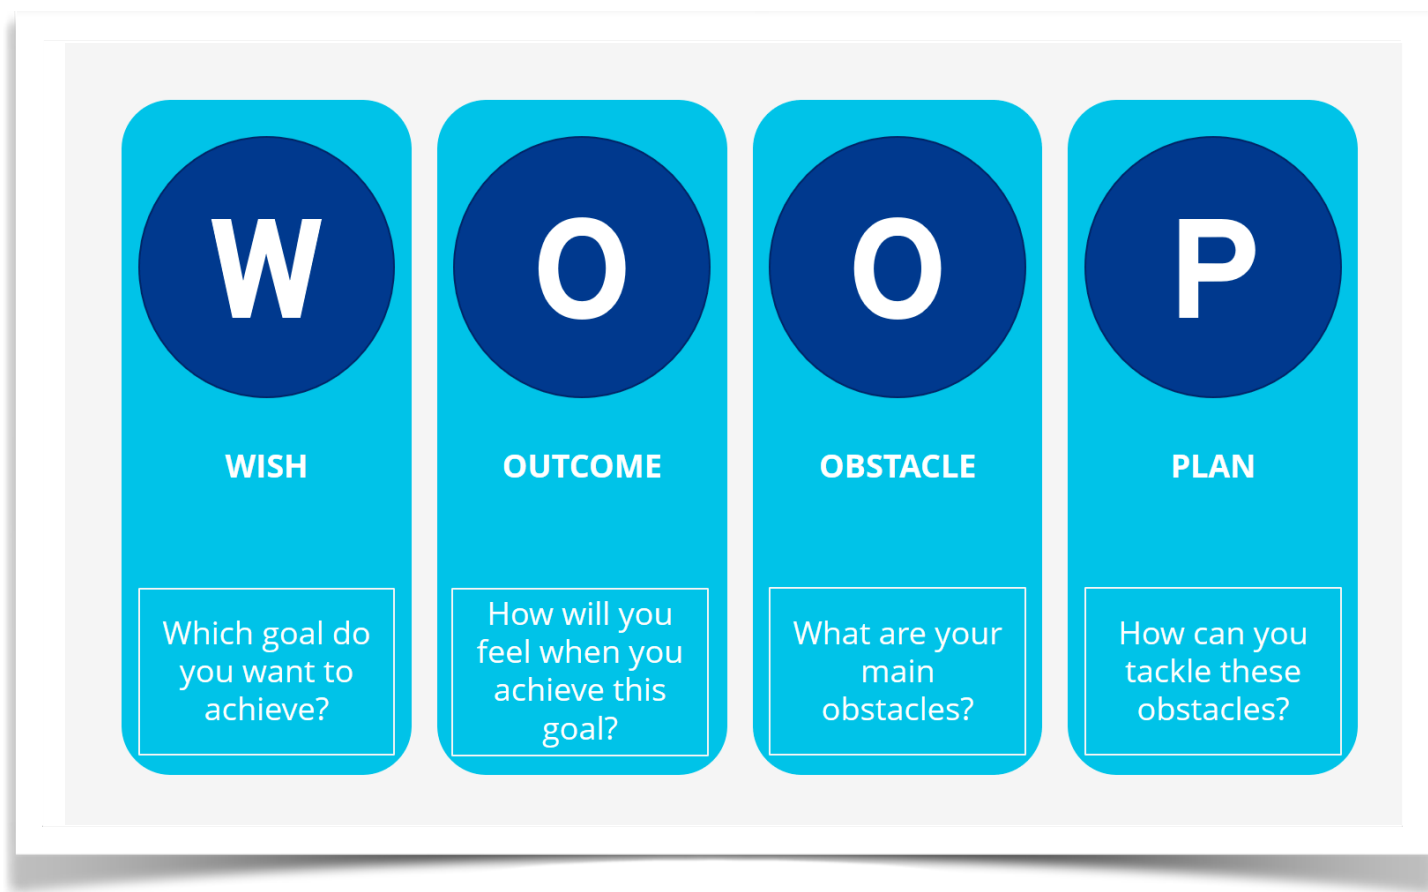 W
O
O
P
WISH
OUTCOME
OBSTACLE
PLAN
Which goal do
you want to
achieve?
How will you
feel when you
achieve this
goal?
What are your
main
obstacles?
How can you
tackle these
obstacles?